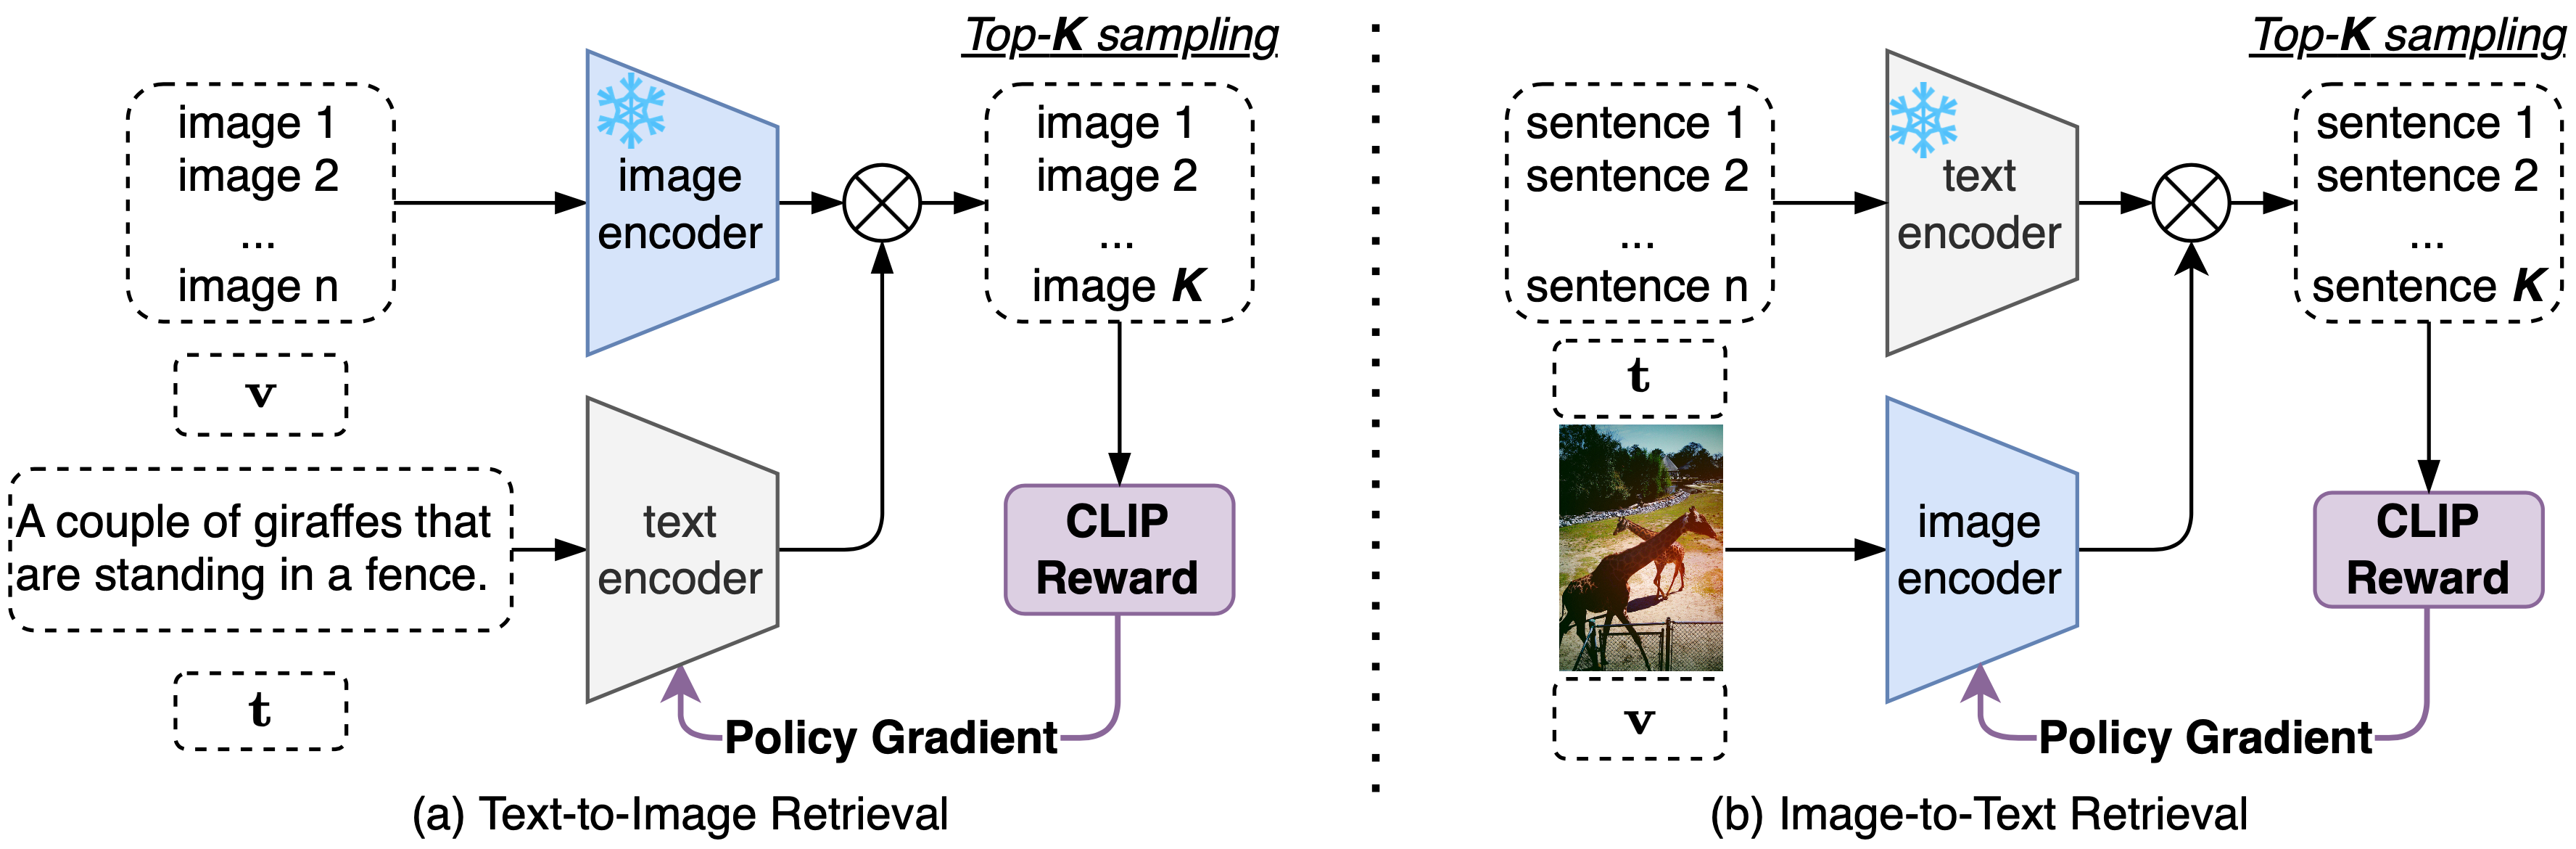 Top-K sampling
image 1
image 2
...
image n
image
encoder
image 1
image 2
...
image K
v
A couple of giraffes that
are standing in a fence.
text
encoder
CLIP
Reward
t
Policy Gradient
(a) Text-to-Image Retrieval
Top-K sampling
sentence 1
sentence 2
...
sentence n
text
encoder
sentence 1
sentence 2
...
sentence K
t
image
encoder
CLIP
Reward
v
Policy Gradient
(b) Image-to-Text Retrieval